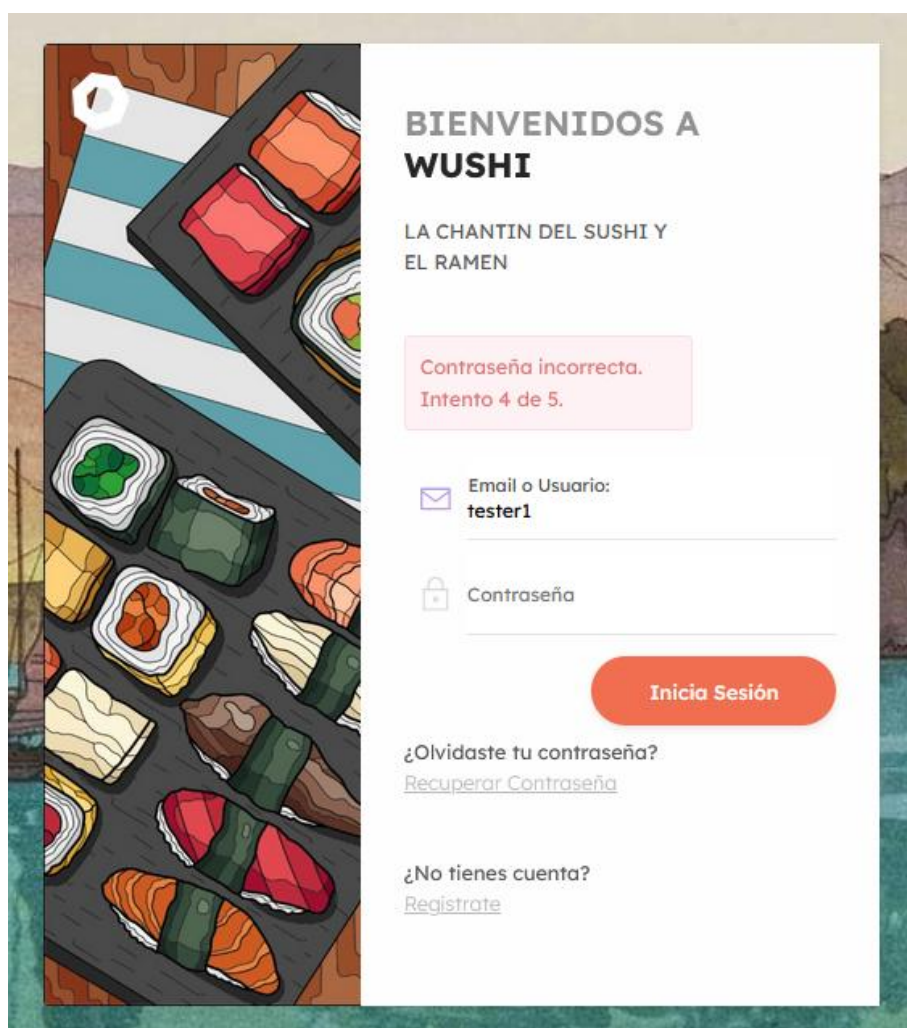 BIENVENIDOS A
WUSHI
LA CHANTIN DEL SUSHI Y
EL RAMEN
Contraseña incorrecta.
Intento 4 de 5.
Email o Usuario:
tester1
Contraseña
Inicia Sesión
¿Olvidaste tu contraseña?
Recuperar Contraseña
¿No tienes cuenta?
Registrate